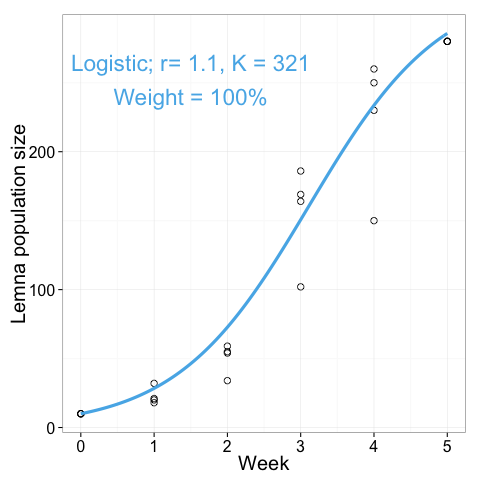 Logistic; r= 1.1, K = 321
Weight = 100%
Lemna population size
200
100
0
0 1 2 3 4 5
Week